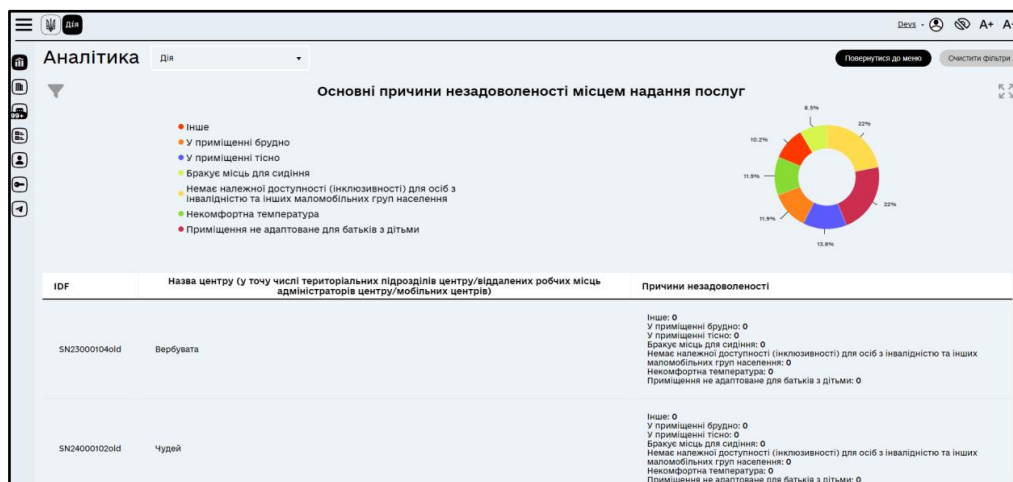 Дія
Devs -
A+ A-
99+
Аналітика
Дія
Повернутися до меню
Очистити фільтри
Основні причини незадоволеності місцем надання послуг
Інше
У приміщенні брудно
У приміщенні тісно
Бракує місць для сидіння
Немає належної доступності (інклюзивності) для осіб з
інвалідністю та інших маломобільних груп населення
Некомфортна температура
Приміщення не адаптоване для батьків з дітьми
8.5%
22%
10.2%
11.9%
22%
11.9%
13.6%
IDF
Назва центру (у точу числі територіальних підрозділів центру/віддалених робчих місць
адміністраторів центру/мобільних центрів)
Причини незадоволеності
SN23000104old
Вербувата
Інше: 0
У приміщенні брудно: 0
У приміщенні тісно: 0
Бракує місць для сидіння: 0
Немає належної доступності (інклюзивності) для осіб з інвалідністю та інших
маломобільних груп населення: 0
Некомфортна температура: 0
Приміщення не адаптоване для батьків з дітьми: 0
SN24000102old
Чудей
Інше: 0
У приміщенні брудно: 0
У приміщенні тісно: 0
Бракує місць для сидіння: 0
Немає належної доступності (інклюзивності) для осіб з інвалідністю та інших
маломобільних груп населення: 0
Некомфортна температура: 0
Приміщення не адаптоване для батьків з дітьми: 0